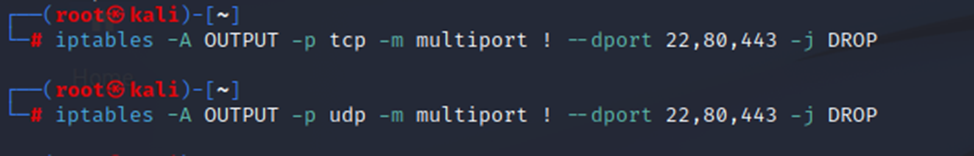 ┌──(root㉿kali)-[~]
└─# iptables -A OUTPUT -p tcp -m multiport ! --dport 22,80,443 -j DROP
┌──(root㉿kali)-[~]
└─# iptables -A OUTPUT -p udp -m multiport ! --dport 22,80,443 -j DROP